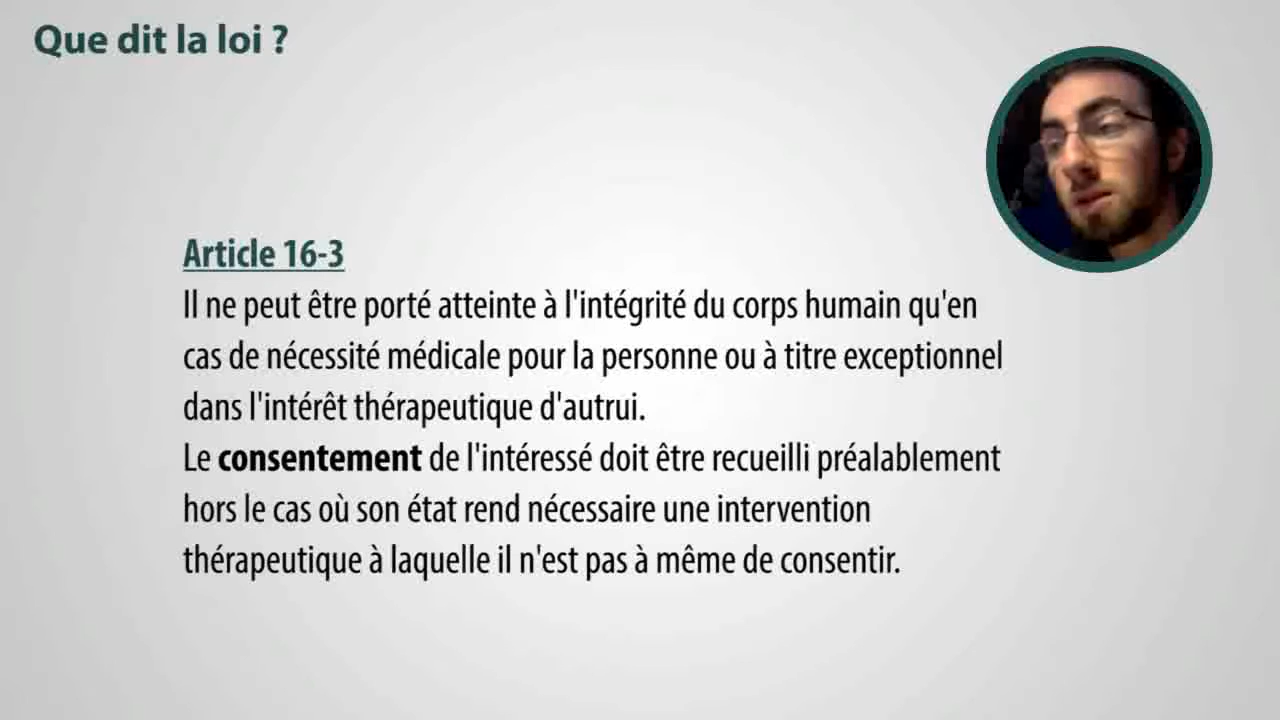 Que dit la loi ?
Article 16-3
Il ne peut être porté atteinte à l'intégrité du corps humain qu'en
cas de nécessité médicale pour la personne ou à titre exceptionnel
dans l'intérêt thérapeutique d'autrui.
Le consentement de l'intéressé doit être recueilli préalablement
hors le cas où son état rend nécessaire une intervention
thérapeutique à laquelle il n'est pas à même de consentir.